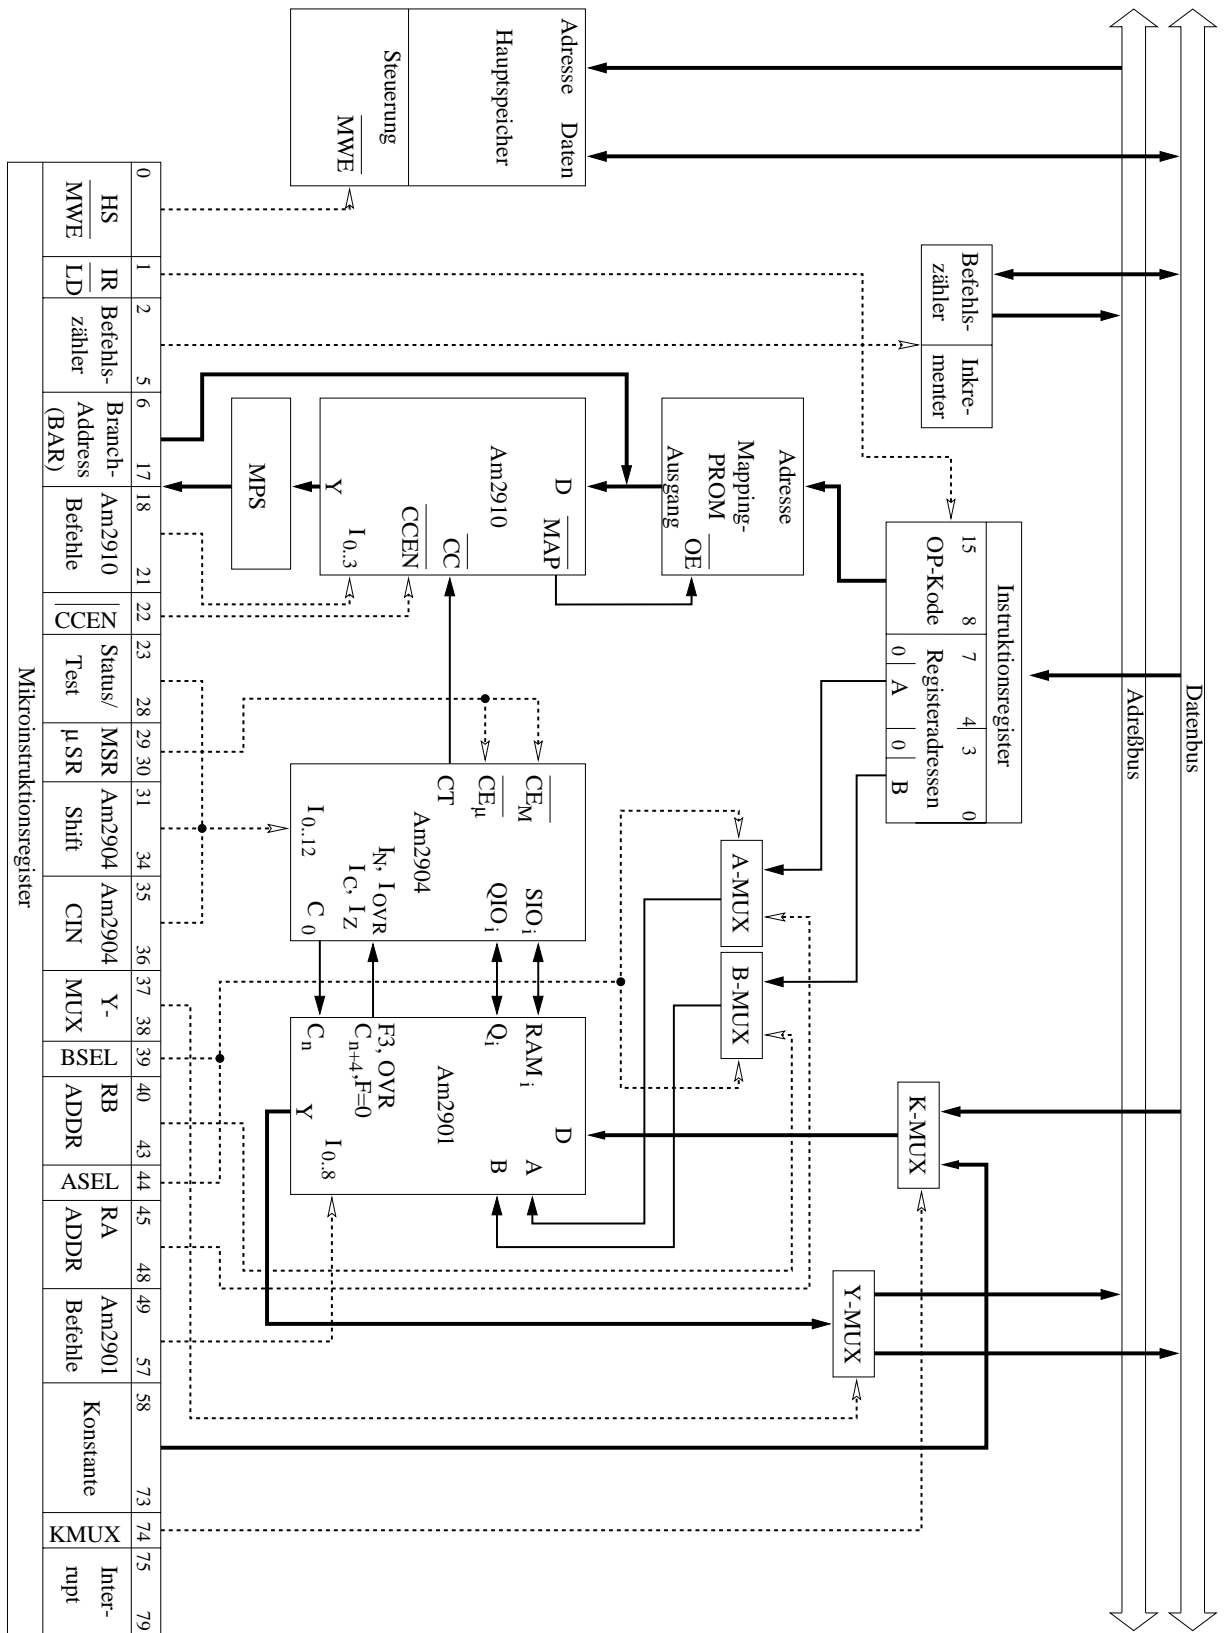 Datenbus
Adreßbus
Adresse Daten
Hauptspeicher
Steuerung
MWE
Befehls-
zähler
Inkre-
menter
Instruktionsregister
15 8
OP-Kode
7 4 3 0
Registeradressen
0 A 0 B
Adresse
Mapping-
PROM
Ausgang
OE
D
MAP
Am2910
CC
CCEN
Y
I0..3
MPS
A-MUX
B-MUX
K-MUX
Y-MUX
CEM
CEμ
CT
SIOi
QIOi
Am2904
IN, IOVR
IC, IZ
I0..12
C0
D
A
B
RAMi
Qi
Am2901
F3, OVR
Cn+4,F=0
Cn
Y
I0..8
0
HS
MWE
1
IR
LD
2 5
Befehls-
zähler
6 17
Branch-
Address
(BAR)
18 21
Am2910
Befehle
22
CCEN
23 28
Status/
Test
29 30
MSR
μSR
31 34
Am2904
Shift
35 36
Am2904
CIN
37 38
Y-
MUX
39
BSEL
40 43
RB
ADDR
44
ASEL
45 48
RA
ADDR
49 57
Am2901
Befehle
58 73
Konstante
74
KMUX
75 79
Inter-
rupt
Mikroinstruktionsregister